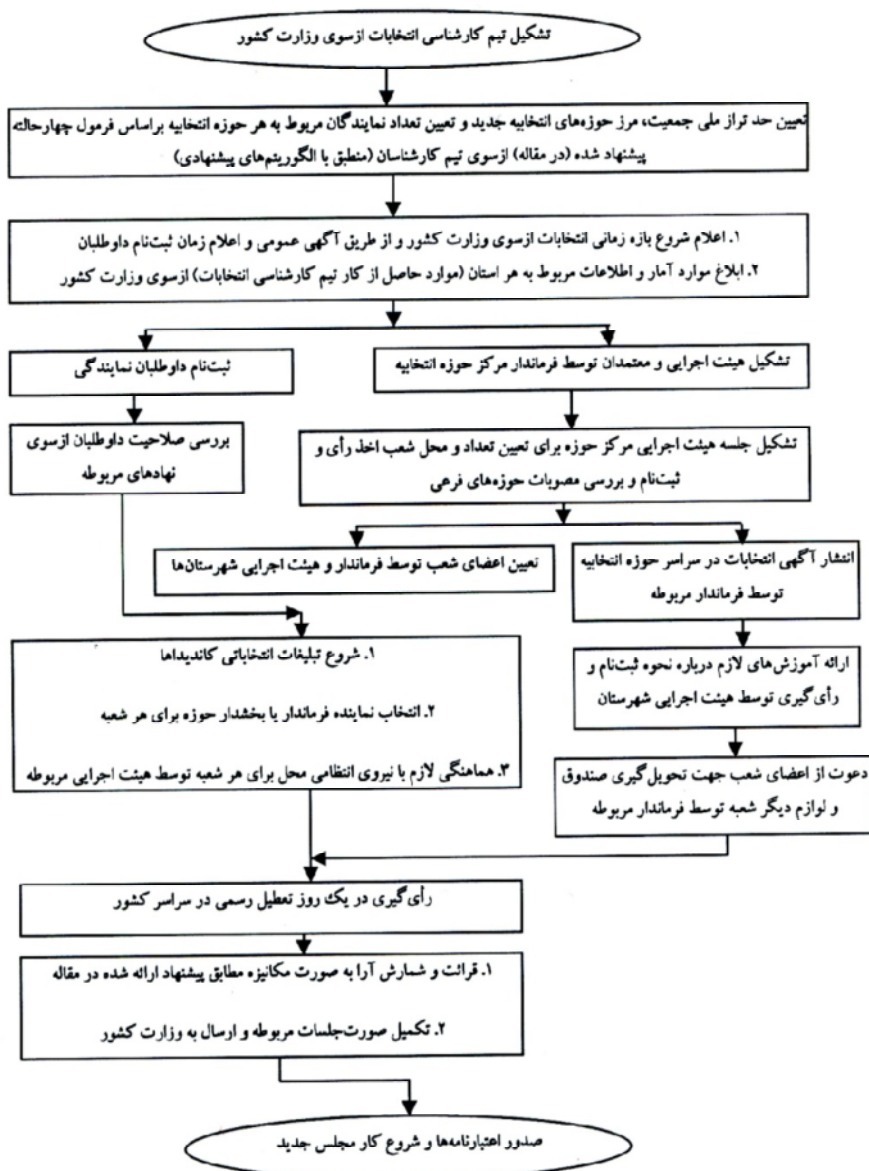 تشکیل تیم کارشناسی انتخابات ازسوی وزارت کشور
تعیین حد تراز ملی جمعیت، مرز حوزه‌های انتخابیه جدید و تعیین تعداد نمایندگان مربوط به هر حوزه انتخابیه براساس فرمول چهارحالته
پیشنهاد شده (در مقاله) ازسوی تیم کارشناسان (منطبق با الگوریتم‌های پیشنهادی)
۱. اعلام شروع بازه زمانی انتخابات ازسوی وزارت کشور و از طریق آگهی عمومی و اعلام زمان ثبت‌نام داوطلبان
۲. ابلاغ موارد آمار و اطلاعات مربوط به هر استان (موارد حاصل از کار تیم کارشناسی انتخابات) ازسوی وزارت کشور
تشکیل هیئت اجرایی و معتمدان توسط فرماندار مرکز حوزه انتخابیه
ثبت‌نام داوطلبان نمایندگی
تشکیل جلسه هیئت اجرایی مرکز حوزه برای تعیین تعداد و محل شعب اخذ رأی و
ثبت‌نام و بررسی مصوبات حوزه‌های فرعی
بررسی صلاحیت داوطلبان ازسوی
نهادهای مربوطه
انتشار آگهی انتخابات در سراسر حوزه انتخابیه
توسط فرماندار مربوطه
تعیین اعضای شعب توسط فرماندار و هیئت اجرایی شهرستان‌ها
ارائه آموزش‌های لازم درباره نحوه ثبت‌نام و
رأی‌گیری توسط هیئت اجرایی شهرستان
۱. شروع تبلیغات انتخاباتی کاندیداها
۲. انتخاب نماینده فرماندار یا بخشدار حوزه برای هر شعبه
۳. هماهنگی لازم با نیروی انتظامی محل برای هر شعبه توسط هیئت اجرایی مربوطه
دعوت از اعضای شعب جهت تحویل‌گیری صندوق
و لوازم دیگر شعبه توسط فرماندار مربوطه
رأی‌گیری در یک روز تعطیل رسمی در سراسر کشور
۱. قرائت و شمارش آرا به صورت مکانیزه مطابق پیشنهاد ارائه شده در مقاله
۲. تکمیل صورت‌جلسات مربوطه و ارسال به وزارت کشور
صدور اعتبارنامه‌ها و شروع کار مجلس جدید